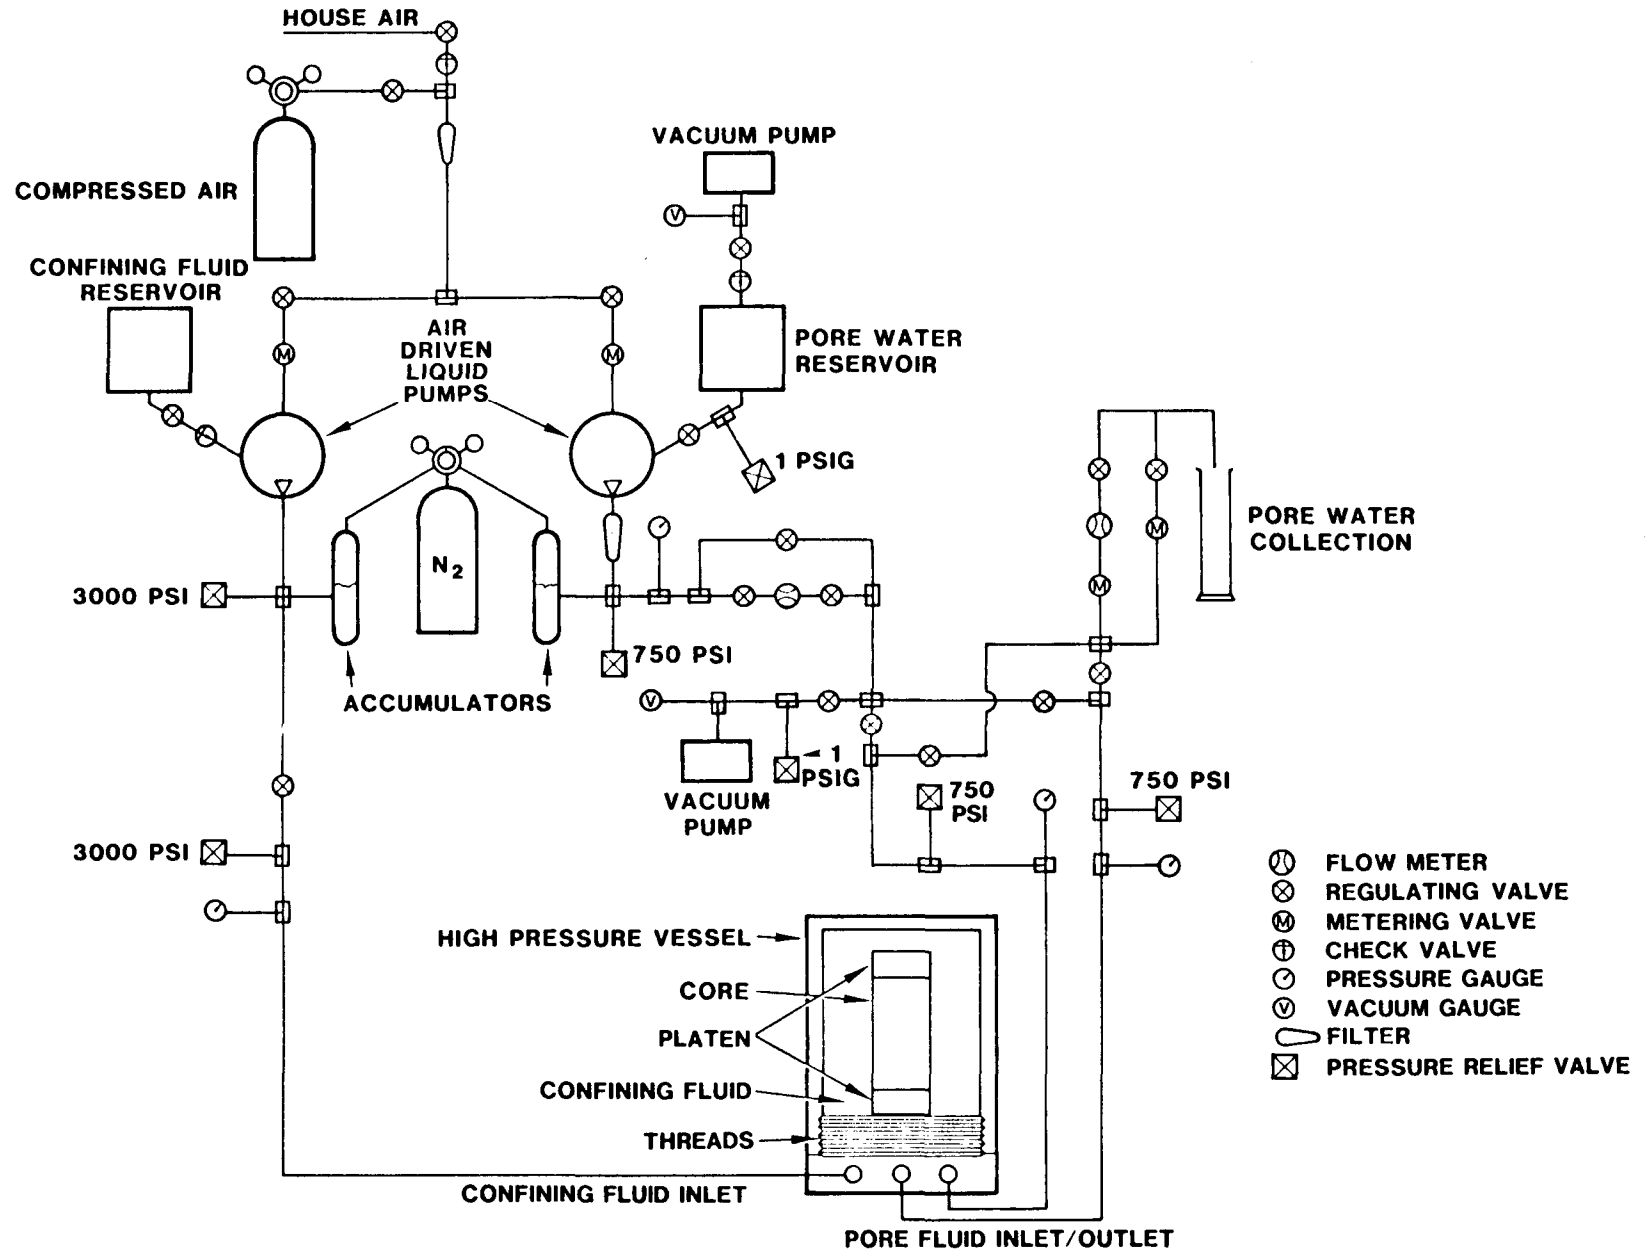 HOUSE AIR
VACUUM PUMP
COMPRESSED AIR
V
CONFINING FLUID
RESERVOIR
AIR
DRIVEN
LIQUID
PUMPS
M
M
PORE WATER
RESERVOIR
1 PSIG
N2
PORE WATER
COLLECTION
M
M
3000 PSI
750 PSI
ACCUMULATORS
V
1
PSIG
VACUUM
PUMP
750
PSI
750 PSI
3000 PSI
FLOW METER
REGULATING VALVE
M METERING VALVE
CHECK VALVE
PRESSURE GAUGE
V VACUUM GAUGE
FILTER
PRESSURE RELIEF VALVE
HIGH PRESSURE VESSEL
CORE
PLATEN
CONFINING FLUID
THREADS
CONFINING FLUID INLET
PORE FLUID INLET/OUTLET